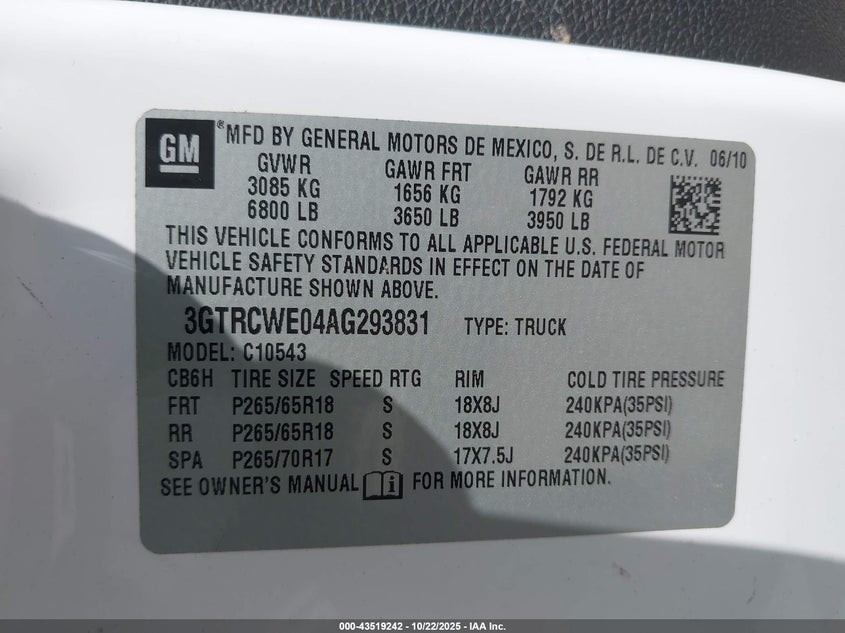 GM
® MFD BY GENERAL MOTORS DE MEXICO, S. DE R.L. DE C.V. 06/10
GVWR GAWR FRT GAWR RR
3085 KG 1656 KG 1792 KG
6800 LB 3650 LB 3950 LB
THIS VEHICLE CONFORMS TO ALL APPLICABLE U.S. FEDERAL MOTOR
VEHICLE SAFETY STANDARDS IN EFFECT ON THE DATE OF
MANUFACTURE SHOWN ABOVE.
3GTRCWE04AG293831 TYPE: TRUCK
MODEL: C10543
CB6H TIRE SIZE SPEED RTG RIM COLD TIRE PRESSURE
FRT P265/65R18 S 18X8J 240KPA(35PSI)
RR P265/65R18 S 18X8J 240KPA(35PSI)
SPA P265/70R17 S 17X7.5J 240KPA(35PSI)
SEE OWNER'S MANUAL i FOR MORE INFORMATION.
000-43519242 - 10/22/2025 - IAA Inc.